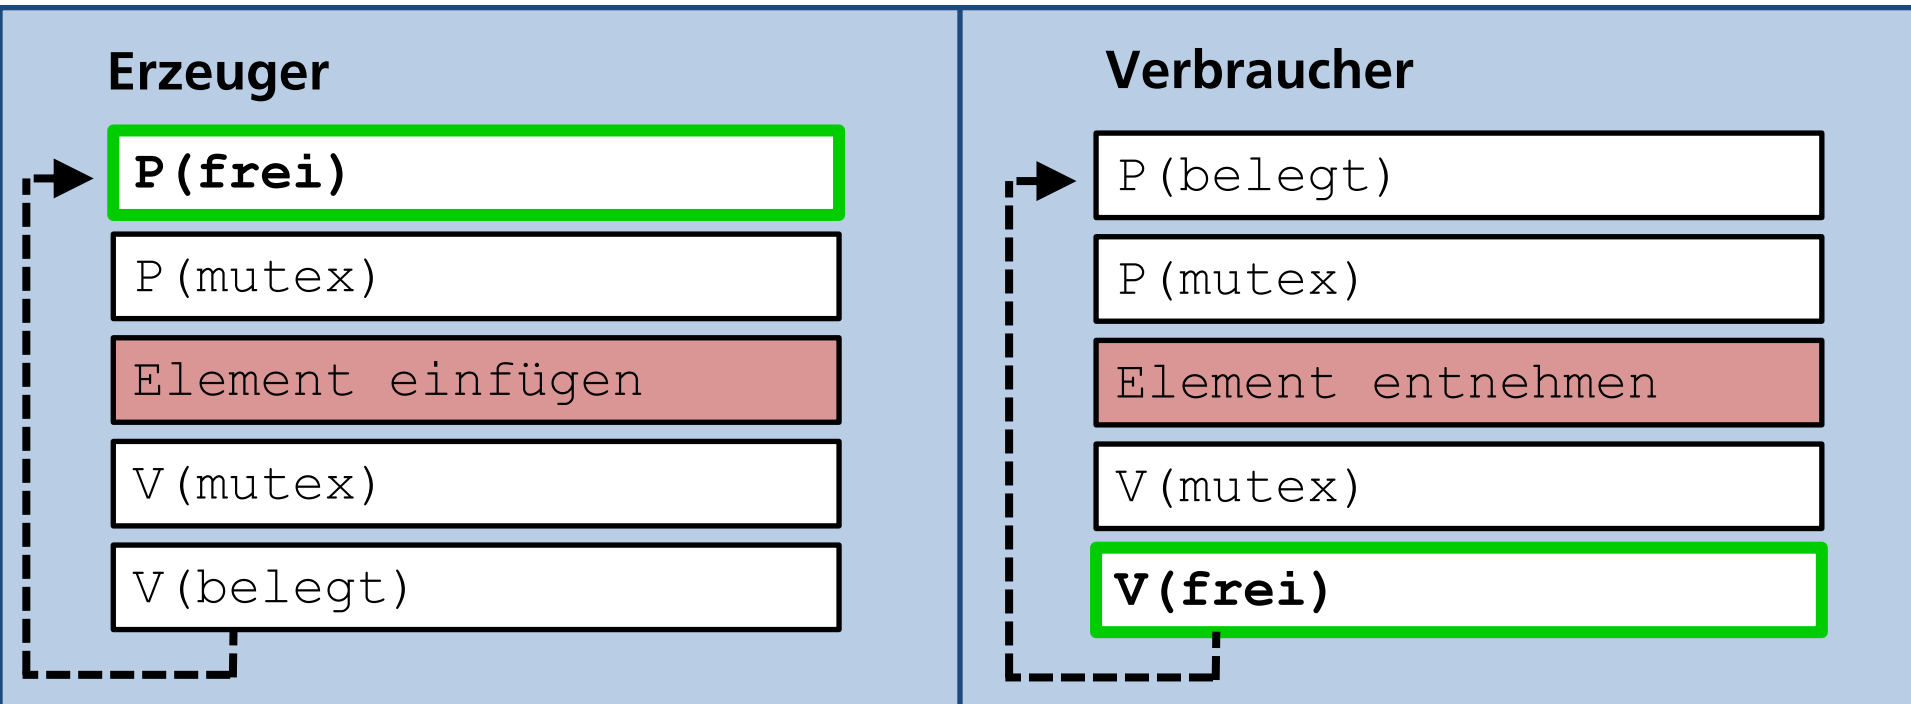 Erzeuger
P(frei)
P(mutex)
Element einfügen
V(mutex)
V(belegt)
Verbraucher
P(belegt)
P(mutex)
Element entnehmen
V(mutex)
V(frei)